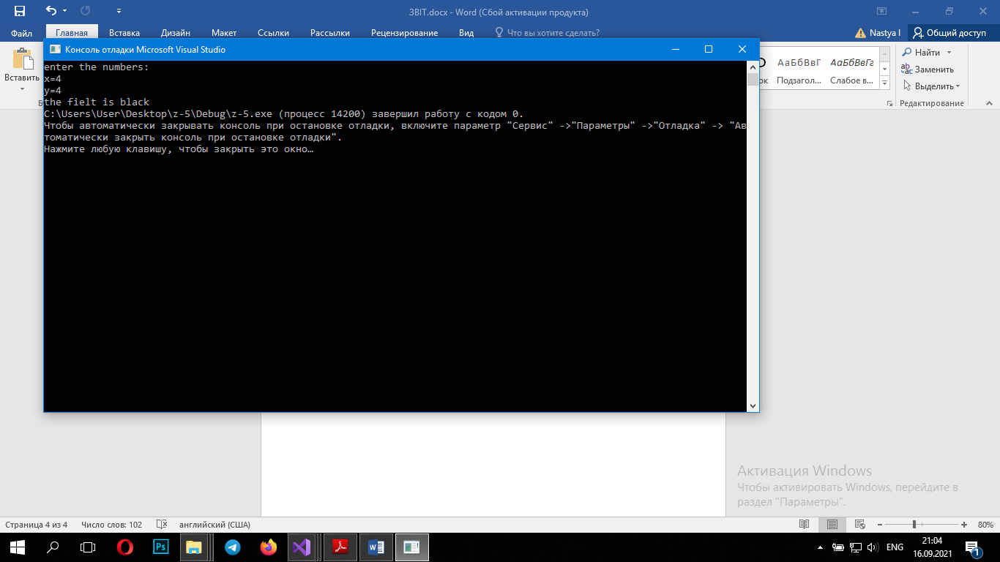 ЗВІТ.docx - Word (Сбой активации продукта)
Файл Главная Вставка Дизайн Макет Ссылки Рассылки Рецензирование Вид Что вы хотите сделать? Nastya I Общий доступ
Консоль отладки Microsoft Visual Studio
Вставить
АаБбВвГ АаБбВвГг
ок Подзагол... Слабое в...
Найти
Заменить
Выделить
Редактирование
enter the numbers:
x=4
y=4
the fielt is black
C:\Users\User\Desktop\z-5\Debug\z-5.exe (процесс 14200) завершил работу с кодом 0.
Чтобы автоматически закрывать консоль при остановке отладки, включите параметр "Сервис" ->"Параметры" ->"Отладка" -> "Ав
томатически закрыть консоль при остановке отладки".
Нажмите любую клавишу, чтобы закрыть это окно…
Активация Windows
Чтобы активировать Windows, перейдите в
раздел "Параметры".
Страница 4 из 4 Число слов: 102 английский (США) 80%
Ps ENG 21:04
16.09.2021
1